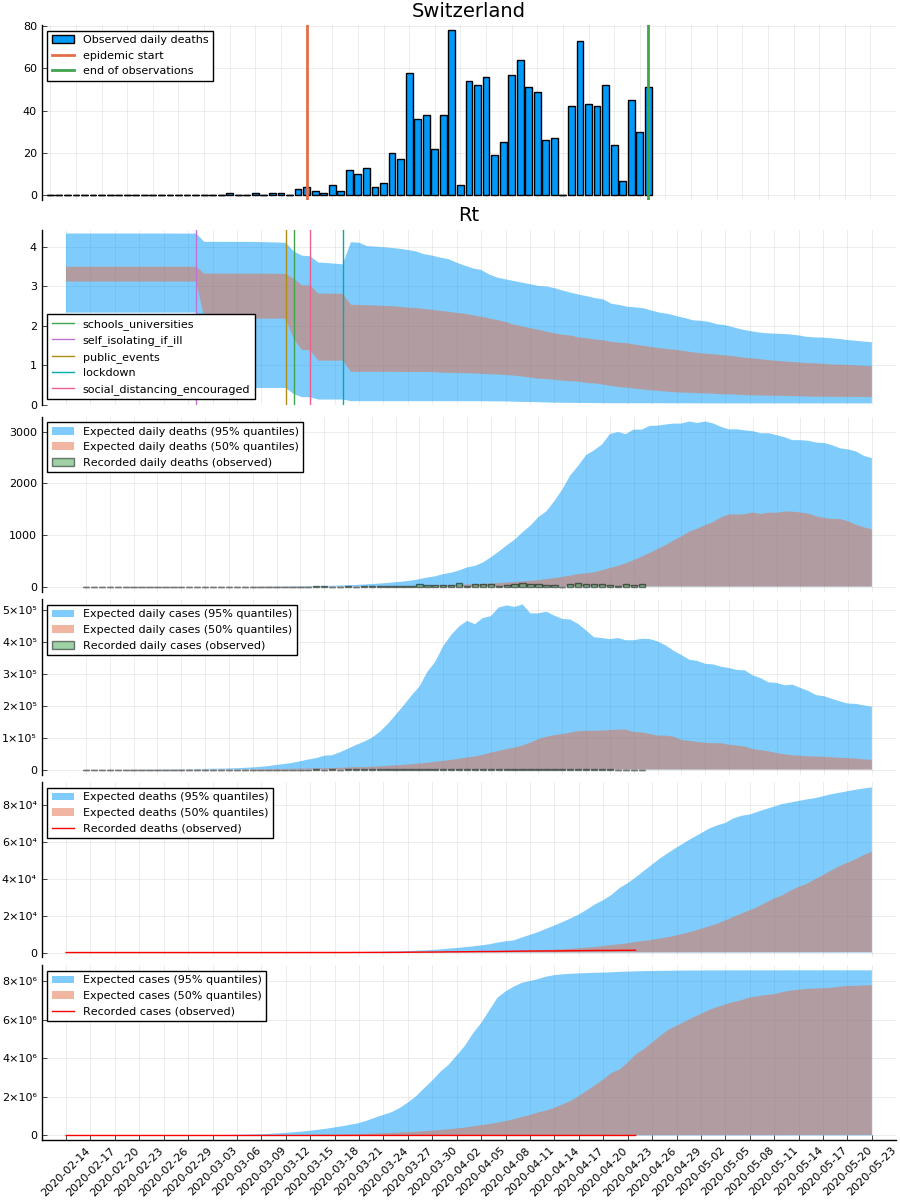 Switzerland
80
60
40
20
0
Observed daily deaths
epidemic start
end of observations
Rt
4
3
2
1
0
schools_universities
self_isolating_if_ill
public_events
lockdown
social_distancing_encouraged
3000
2000
1000
0
Expected daily deaths (95% quantiles)
Expected daily deaths (50% quantiles)
Recorded daily deaths (observed)
5×10⁵
4×10⁵
3×10⁵
2×10⁵
1×10⁵
0
Expected daily cases (95% quantiles)
Expected daily cases (50% quantiles)
Recorded daily cases (observed)
8×10⁴
6×10⁴
4×10⁴
2×10⁴
0
Expected deaths (95% quantiles)
Expected deaths (50% quantiles)
Recorded deaths (observed)
8×10⁶
6×10⁶
4×10⁶
2×10⁶
0
Expected cases (95% quantiles)
Expected cases (50% quantiles)
Recorded cases (observed)
2020-02-14
2020-02-17
2020-02-20
2020-02-23
2020-02-26
2020-02-29
2020-03-03
2020-03-06
2020-03-09
2020-03-12
2020-03-15
2020-03-18
2020-03-21
2020-03-24
2020-03-27
2020-03-30
2020-04-02
2020-04-05
2020-04-08
2020-04-11
2020-04-14
2020-04-17
2020-04-20
2020-04-23
2020-04-26
2020-04-29
2020-05-02
2020-05-05
2020-05-08
2020-05-11
2020-05-14
2020-05-17
2020-05-20
2020-05-23